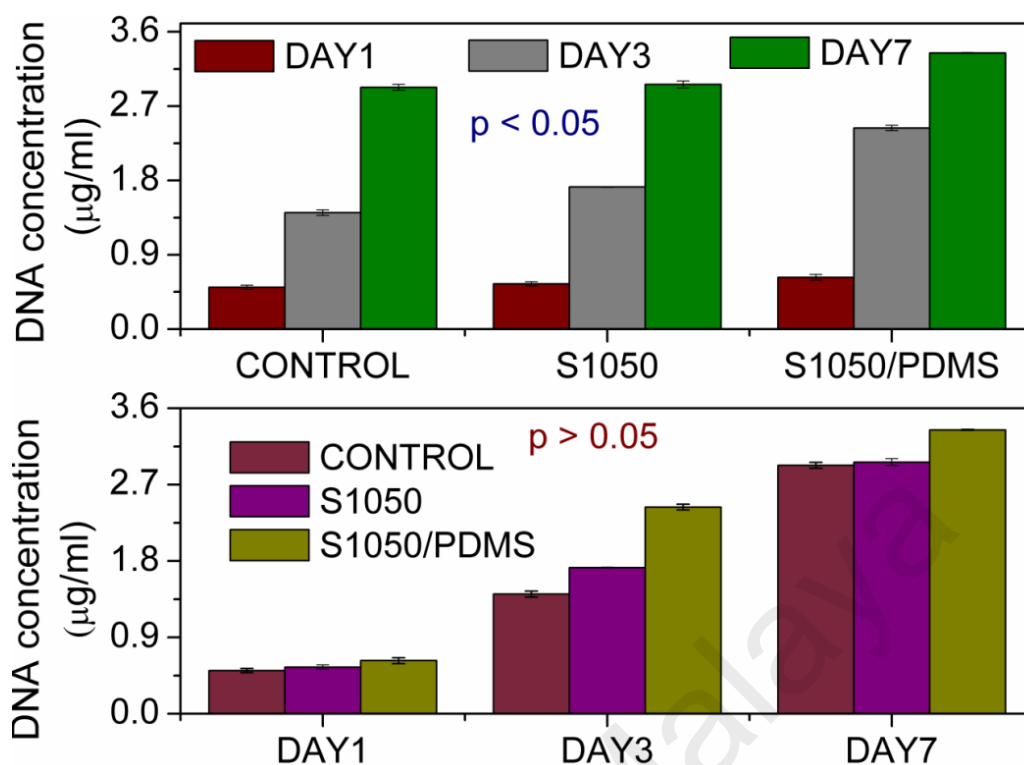 DNA concentration
(μg/ml)
3.6
2.7
1.8
0.9
0.0
DAY1 DAY3 DAY7
p < 0.05
CONTROL S1050 S1050/PDMS
DNA concentration
(μg/ml)
3.6
2.7
1.8
0.9
0.0
CONTROL
S1050
S1050/PDMS
p > 0.05
DAY1 DAY3 DAY7
Malaya